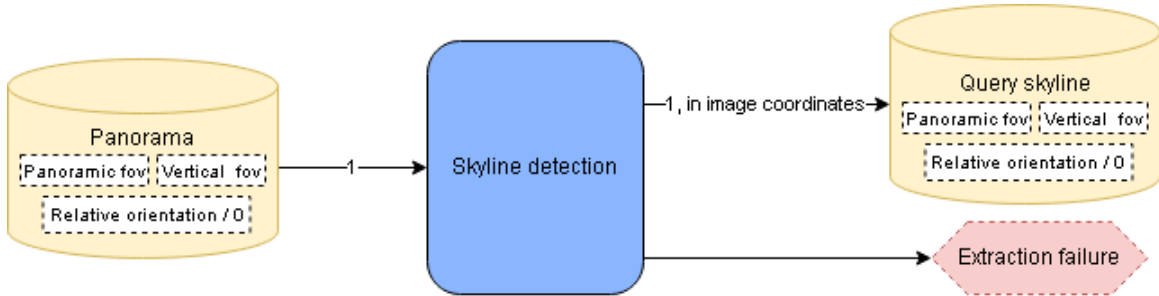 Panorama
Panoramic fov
Vertical fov
Relative orientation / 0
1
Skyline detection
1, in image coordinates
Query skyline
Panoramic fov
Vertical fov
Relative orientation / 0
Extraction failure